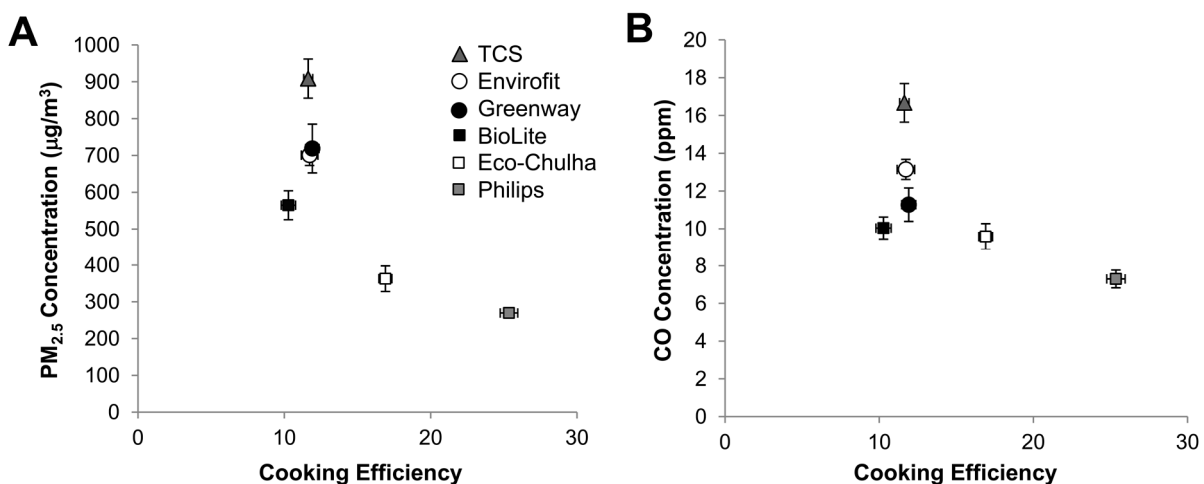 A
PM2.5 Concentration (µg/m³)
1000
900
800
700
600
500
400
300
200
100
0
0 10 20 30
Cooking Efficiency
TCS
Envirofit
Greenway
BioLite
Eco-Chulha
Philips
B
CO Concentration (ppm)
20
18
16
14
12
10
8
6
4
2
0
0 10 20 30
Cooking Efficiency